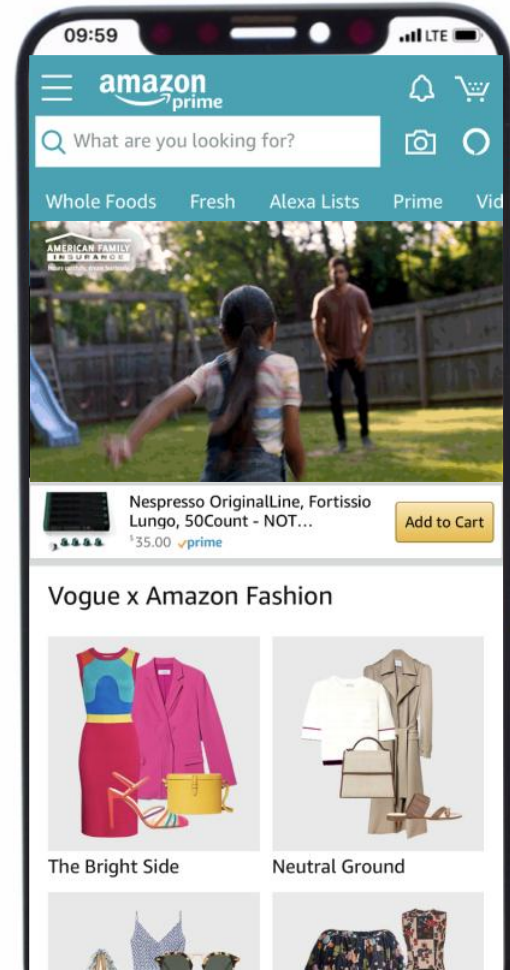 09:59
LTE
amazon
prime
What are you looking for?
Whole Foods Fresh Alexa Lists Prime Vid
AMERICAN FAMILY
INSURANCE
Nespresso OriginalLine, Fortissio
Lungo, 50Count - NOT...
$35.00 prime
Add to Cart
Vogue x Amazon Fashion
The Bright Side
Neutral Ground